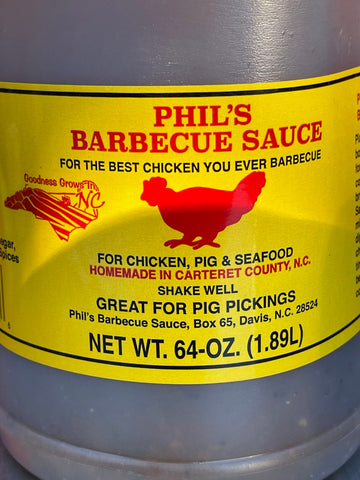 PHIL'S
BARBECUE SAUCE
FOR THE BEST CHICKEN YOU EVER BARBECUE
Goodness Grows In
NC
egar,
pices
FOR CHICKEN, PIG & SEAFOOD
HOMEMADE IN CARTERET COUNTY, N.C.
SHAKE WELL
GREAT FOR PIG PICKINGS
Phil's Barbecue Sauce, Box 65, Davis, N.C. 28524
NET WT. 64-OZ. (1.89L)